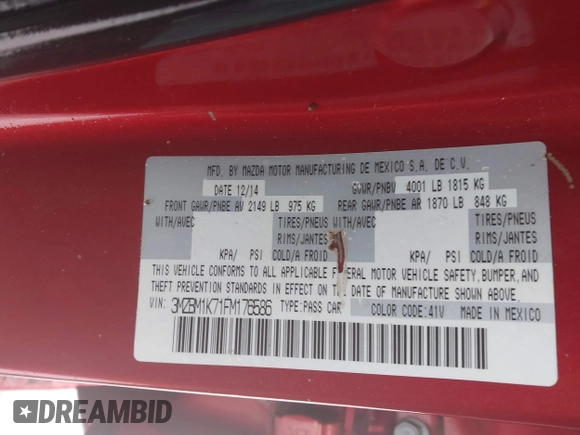 MFD. BY MAZDA MOTOR MANUFACTURING DE MEXICO S.A. DE C.V.
DATE 12/14 GVWR/PNBV 4001 LB 1815 KG
FRONT GAWR/PNBE AV 2149 LB 975 KG REAR GAWR/PNBE AR 1870 LB 848 KG
WITH/AVEC TIRES/PNEUS WITH/AVEC TIRES/PNEUS
RIMS/JANTES RIMS/JANTES
KPA/ PSI COLD/A FROID KPA/ PSI COLD/A FROID
THIS VEHICLE CONFORMS TO ALL APPLICABLE FEDERAL MOTOR VEHICLE SAFETY, BUMPER, AND
THEFT PREVENTION STANDARDS IN EFFECT ON THE DATE OF MANUFACTURE SHOWN ABOVE.
VIN: 3MZBM1K71FM176586 TYPE: PASS CAR COLOR CODE: 41V MADE IN MEXICO
DREAMBID